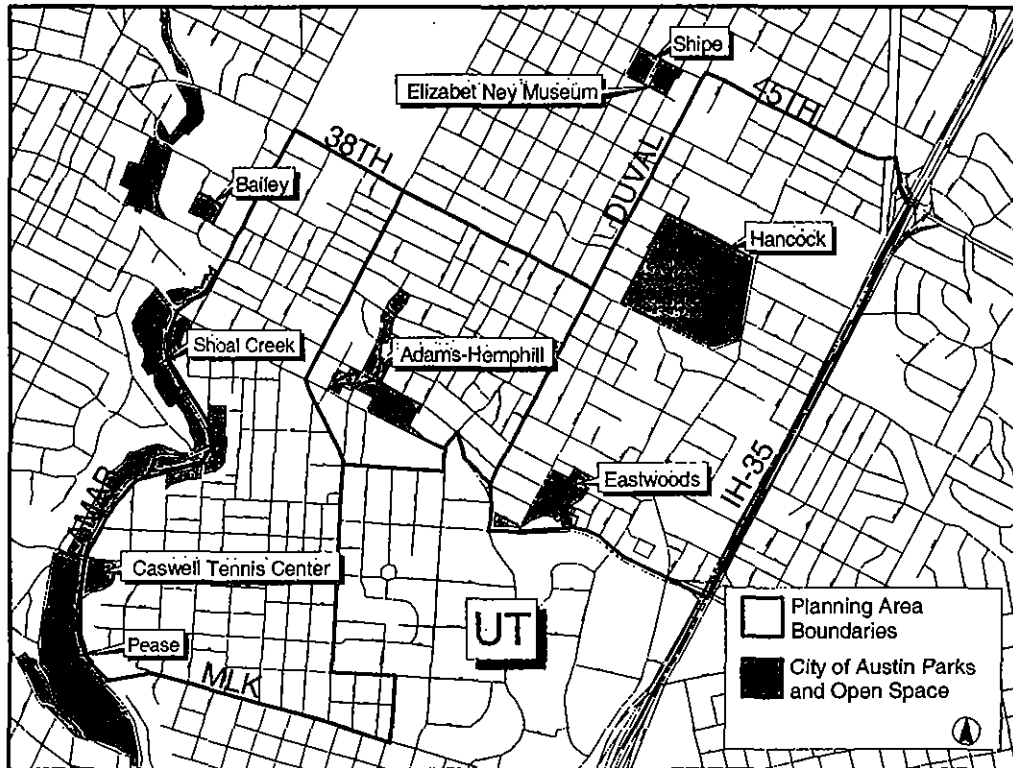 Shipe
Elizabet Ney Museum
45TH
38TH
DUVAL
Bailey
Hancock
Shoal Creek
Adams-Hemphill
IH-35
Eastwoods
LAMAR
Caswell Tennis Center
UT
Pease
MLK
Planning Area
Boundaries
City of Austin Parks
and Open Space